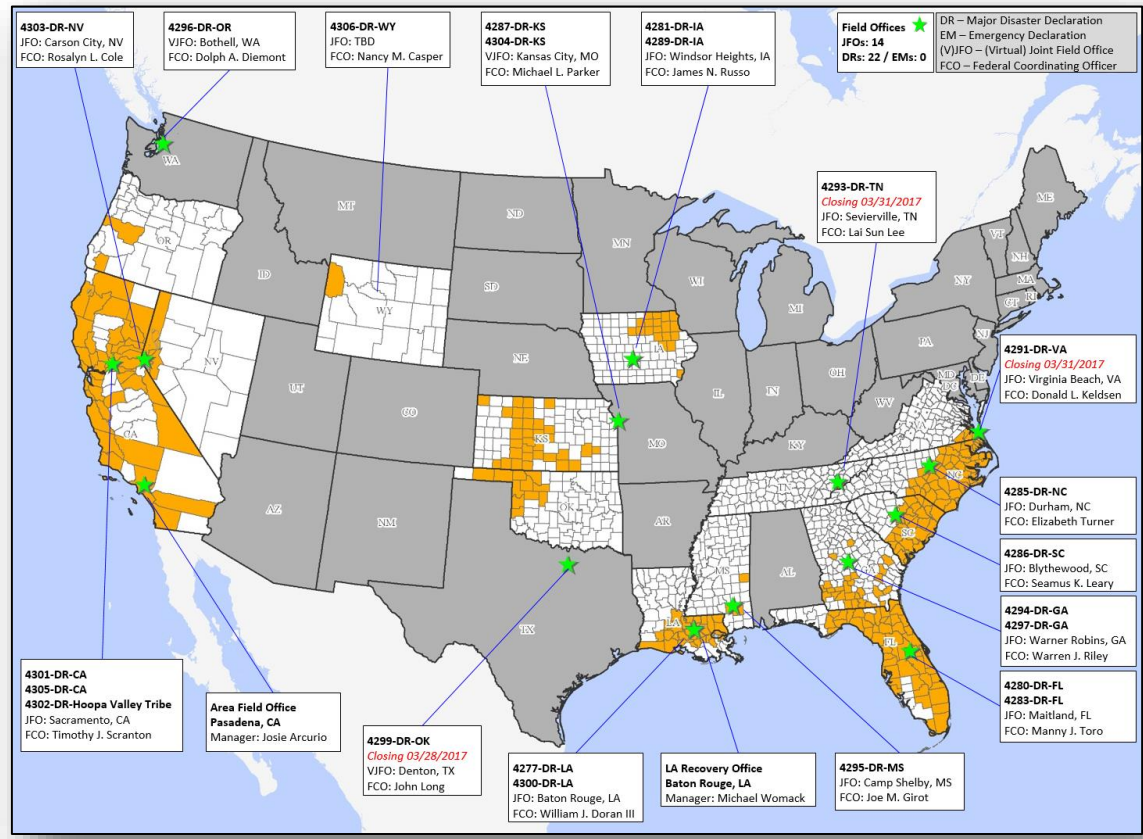 4303-DR-NV
JFO: Carson City, NV
FCO: Rosalyn L. Cole
4296-DR-OR
VJFO: Bothell, WA
FCO: Dolph A. Diemont
4306-DR-WY
JFO: TBD
FCO: Nancy M. Casper
4287-DR-KS
4304-DR-KS
VJFO: Kansas City, MO
FCO: Michael L. Parker
4281-DR-IA
4289-DR-IA
JFO: Windsor Heights, IA
FCO: James N. Russo
Field Offices
JFOs: 14
DRs: 22 / EMs: 0
DR – Major Disaster Declaration
EM – Emergency Declaration
(V)JFO – (Virtual) Joint Field Office
FCO – Federal Coordinating Officer
4293-DR-TN
Closing 03/31/2017
JFO: Sevierville, TN
FCO: Lai Sun Lee
WA
MT
ND
MN
ME
VT
NH
OR
ID
WY
SD
WI
MI
NY
MA
CT
RI
NV
UT
CO
NE
IA
IL
IN
OH
PA
NJ
MD
DE
DC
WV
VA
CA
AZ
NM
KS
OK
MO
AR
KY
TN
NC
SC
TX
LA
MS
AL
GA
FL
4291-DR-VA
Closing 03/31/2017
JFO: Virginia Beach, VA
FCO: Donald L. Keldsen
4285-DR-NC
JFO: Durham, NC
FCO: Elizabeth Turner
4286-DR-SC
JFO: Blythewood, SC
FCO: Seamus K. Leary
4294-DR-GA
4297-DR-GA
JFO: Warner Robins, GA
FCO: Warren J. Riley
4280-DR-FL
4283-DR-FL
JFO: Maitland, FL
FCO: Manny J. Toro
4301-DR-CA
4305-DR-CA
4302-DR-Hoopa Valley Tribe
JFO: Sacramento, CA
FCO: Timothy J. Scranton
Area Field Office
Pasadena, CA
Manager: Josie Arcurio
4299-DR-OK
Closing 03/28/2017
VJFO: Denton, TX
FCO: John Long
4277-DR-LA
4300-DR-LA
JFO: Baton Rouge, LA
FCO: William J. Doran III
LA Recovery Office
Baton Rouge, LA
Manager: Michael Womack
4295-DR-MS
JFO: Camp Shelby, MS
FCO: Joe M. Girot